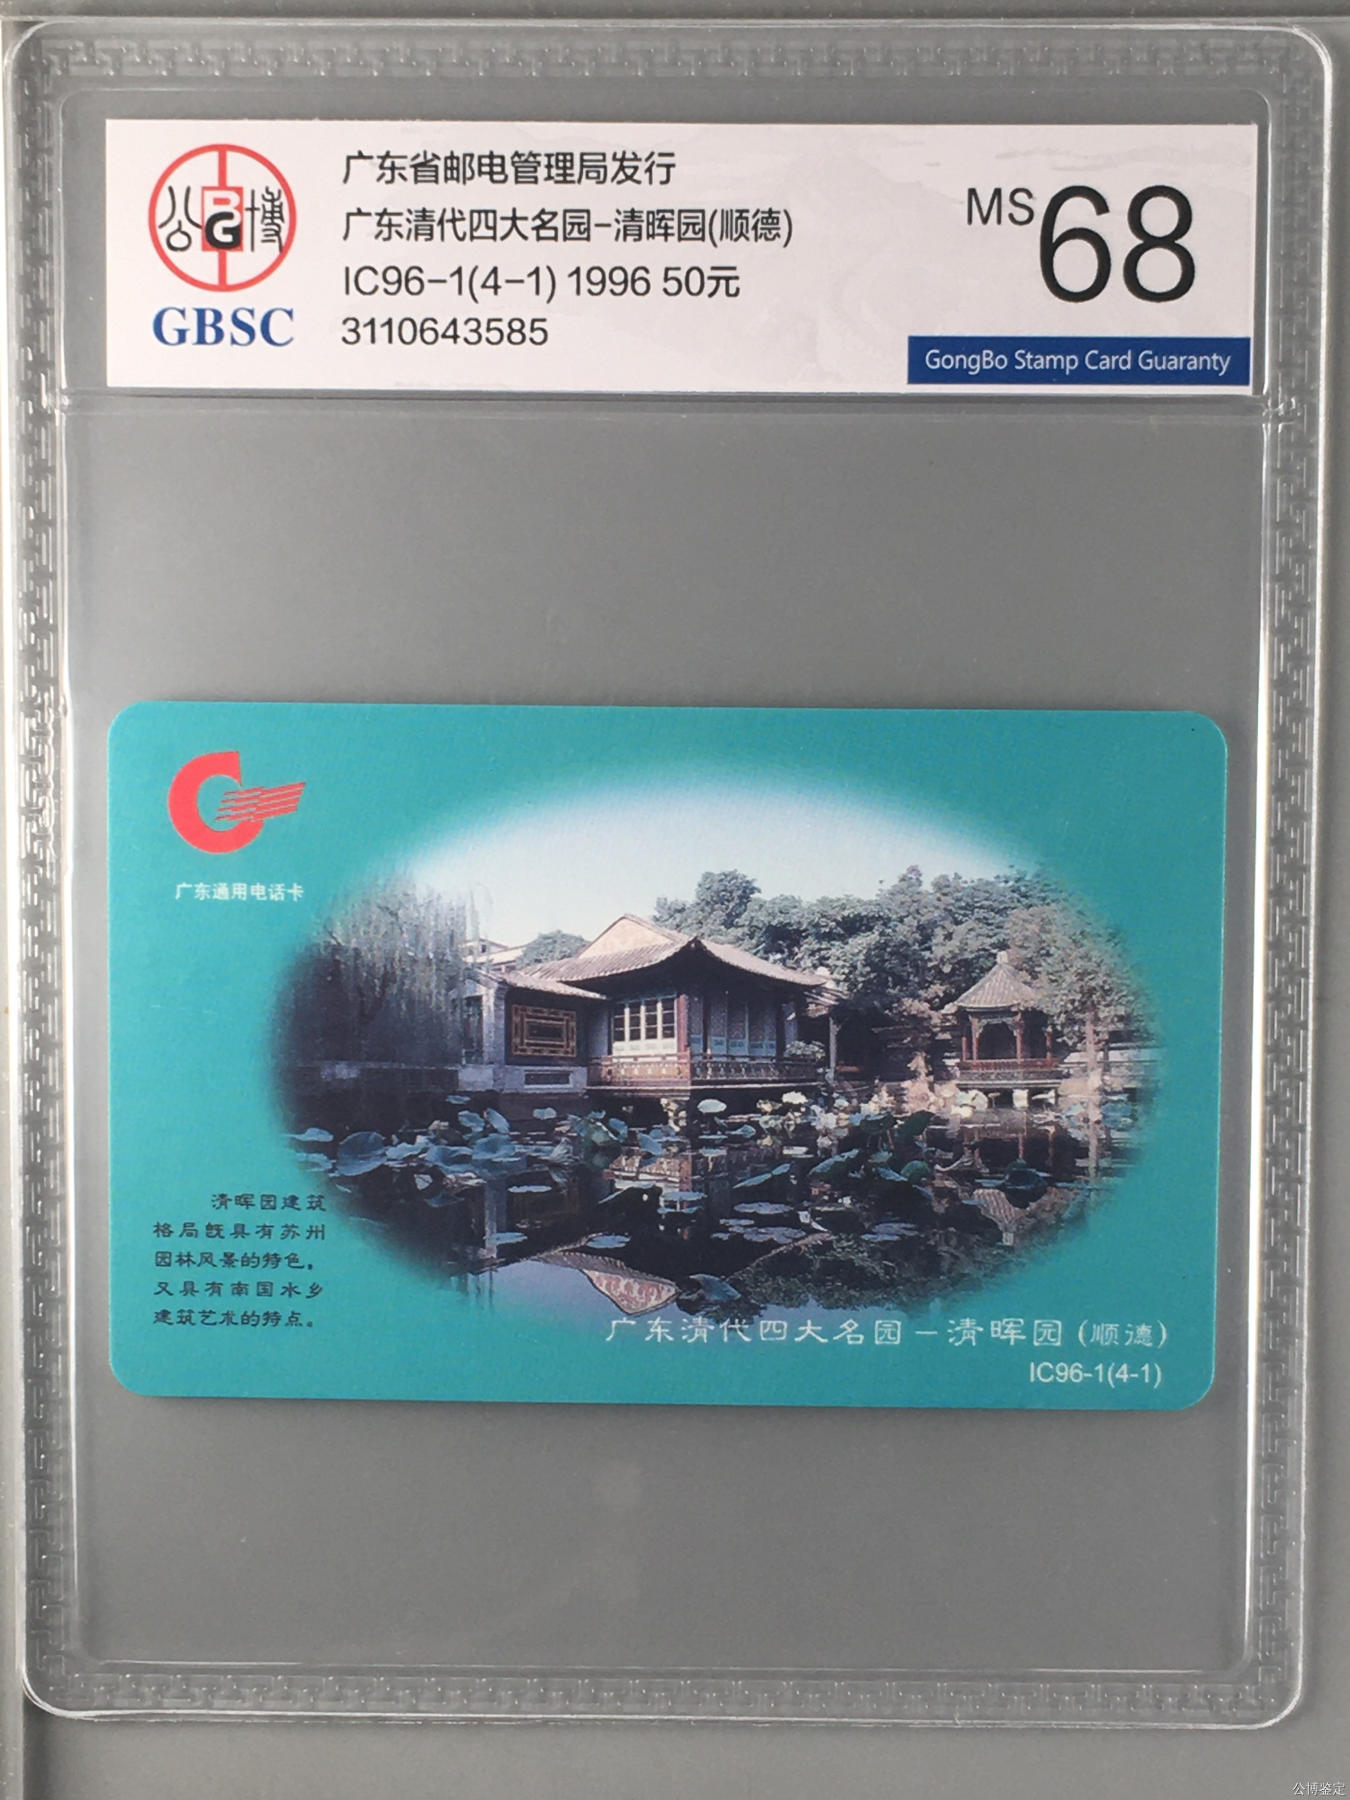 公博
BG
GBSC
广东省邮电管理局发行
广东清代四大名园-清晖园(顺德)
IC96-1(4-1) 1996 50元
3110643585
MS 68
GongBo Stamp Card Guaranty
广东通用电话卡
清晖园建筑
格局既具有苏州
园林风景的特色，
又具有南国水乡
建筑艺术的特点。
广东清代四大名园－清晖园(顺德)
IC96-1(4-1)
公博鉴定